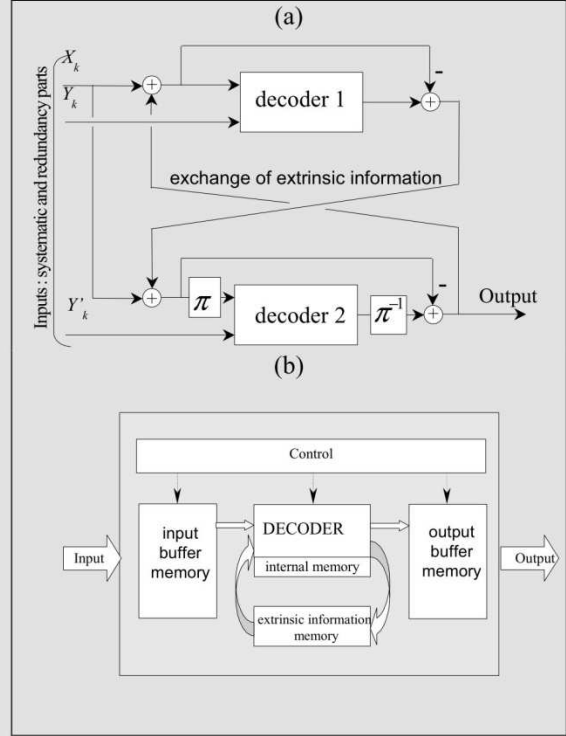 (a)
Inputs : systematic and redundancy parts
X_k
Y_k
+
decoder 1
-
+
exchange of extrinsic information
Y'_k
+
π
decoder 2
π^{-1}
-
+
Output
(b)
Control
Input
input
buffer
memory
DECODER
internal memory
extrinsic information
memory
output
buffer
memory
Output